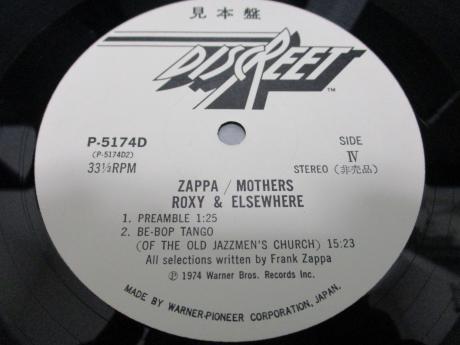 見本盤
DISCREET
TM
P-5174D
(P-5174D2)
33⅓RPM
SIDE
IV
STEREO (非売品)
ZAPPA / MOTHERS
ROXY & ELSEWHERE
1. PREAMBLE 1:25
2. BE-BOP TANGO
(OF THE OLD JAZZMEN'S CHURCH) 15:23
All selections written by Frank Zappa
Ⓟ 1974 Warner Bros. Records Inc.
MADE BY WARNER-PIONEER CORPORATION, JAPAN.